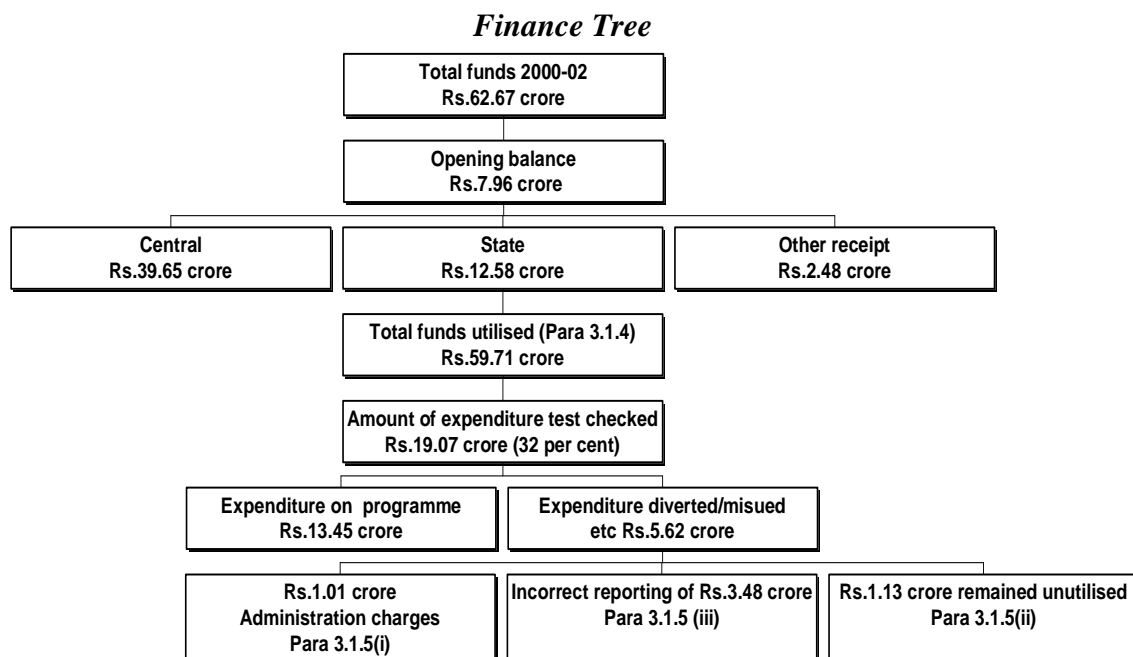 Finance Tree
Total funds 2000-02
Rs.62.67 crore
Opening balance
Rs.7.96 crore
Central
Rs.39.65 crore
State
Rs.12.58 crore
Other receipt
Rs.2.48 crore
Total funds utilised (Para 3.1.4)
Rs.59.71 crore
Amount of expenditure test checked
Rs.19.07 crore (32 per cent)
Expenditure on programme
Rs.13.45 crore
Expenditure diverted/misued
etc Rs.5.62 crore
Rs.1.01 crore
Administration charges
Para 3.1.5(i)
Incorrect reporting of Rs.3.48 crore
Para 3.1.5 (iii)
Rs.1.13 crore remained unutilised
Para 3.1.5(ii)